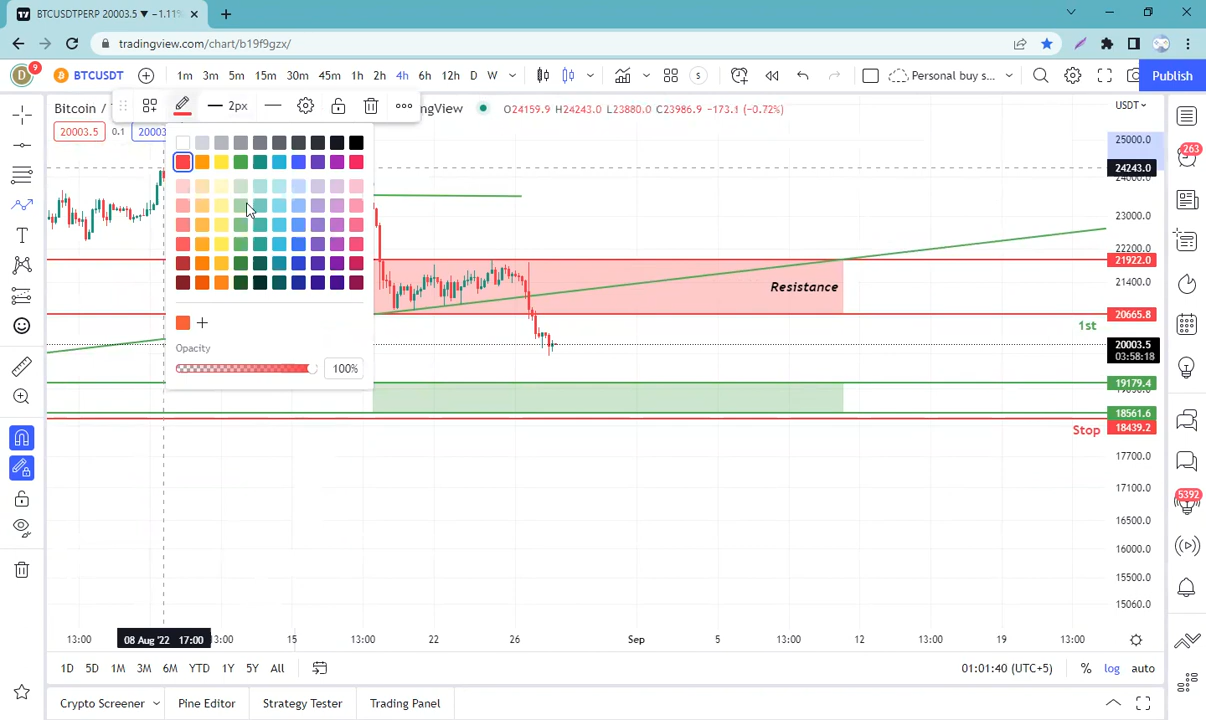 BTCUSDTPERP 20003.5 ▼ −1.11%
tradingview.com/chart/b19f9gzx/
D 9 BTCUSDT 1m 3m 5m 15m 30m 45m 1h 2h 4h 6h 12h D W S Personal buy s... Publish
2px
Bitcoin / ngView O24159.9 H24243.0 L23880.0 C23986.9 −173.1 (−0.72%) USDT
20003.5 0.1 20003
25000.0
24243.0
24000.0
23000.0
22200.0
21922.0
21400.0
Resistance
20665.8
1st
20003.5
03:58:18
Opacity
100%
19179.4
18561.6
18439.2
Stop
17700.0
17100.0
16500.0
16000.0
15500.0
15060.0
263
5392
13:00 08 Aug '22 17:00 13:00 15 13:00 22 26 Sep 5 13:00 12 13:00 19 13:00
1D 5D 1M 3M 6M YTD 1Y 5Y All 01:01:40 (UTC+5) % log auto
Crypto Screener Pine Editor Strategy Tester Trading Panel